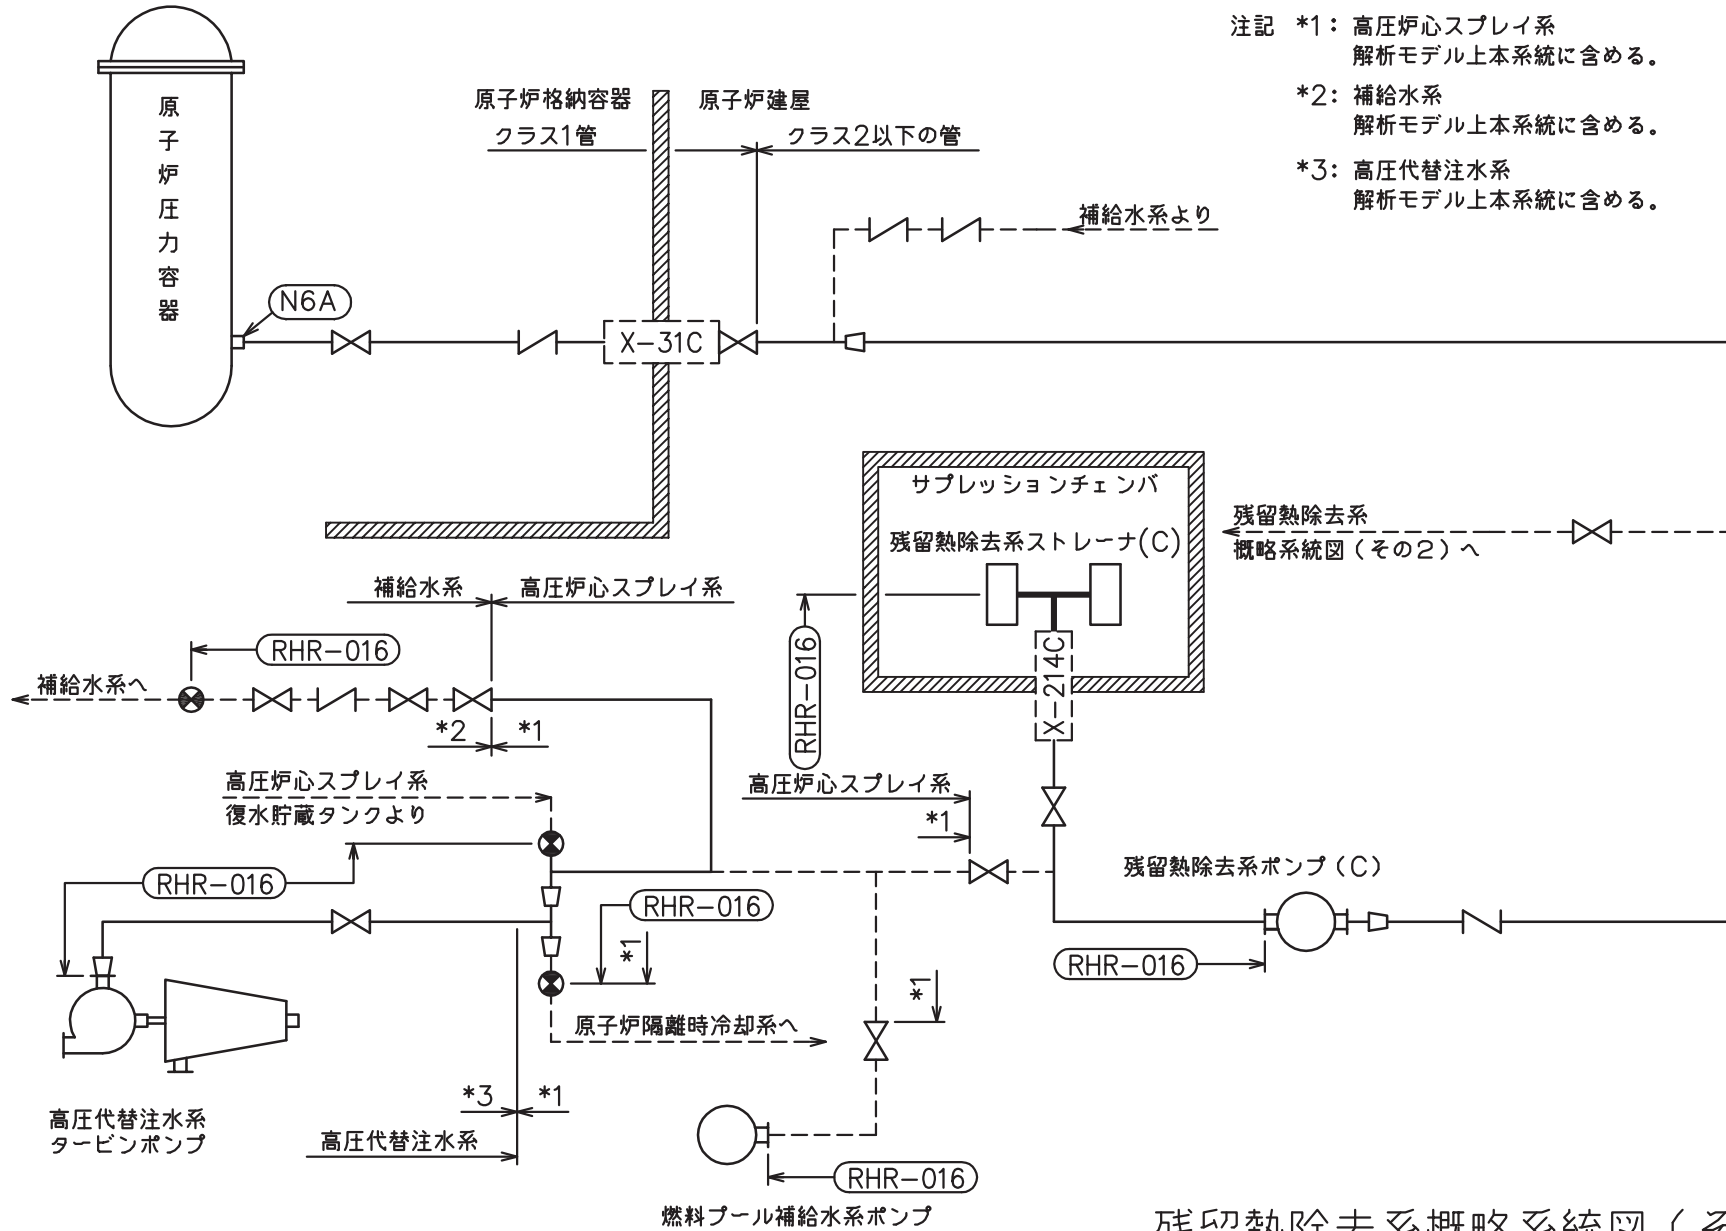 注記 *1: 高圧炉心スプレイ系
解析モデル上本系統に含める。
*2: 補給水系
解析モデル上本系統に含める。
*3: 高圧代替注水系
解析モデル上本系統に含める。
原子炉圧力容器
原子炉格納容器
原子炉建屋
クラス1管
クラス2以下の管
補給水系より
N6A
X-31C
サプレッションチェンバ
残留熱除去系ストレーナ(C)
残留熱除去系
概略系統図(その2)へ
補給水系
高圧炉心スプレイ系
RHR-016
RHR-016
X-214C
補給水系へ
*2
*1
高圧炉心スプレイ系
復水貯蔵タンクより
高圧炉心スプレイ系
*1
残留熱除去系ポンプ(C)
RHR-016
RHR-016
*1
RHR-016
*1
原子炉隔離時冷却系へ
*3
*1
高圧代替注水系
タービンポンプ
高圧代替注水系
RHR-016
燃料プール補給水系ポンプ
残留熱除去系概略系統図(そ